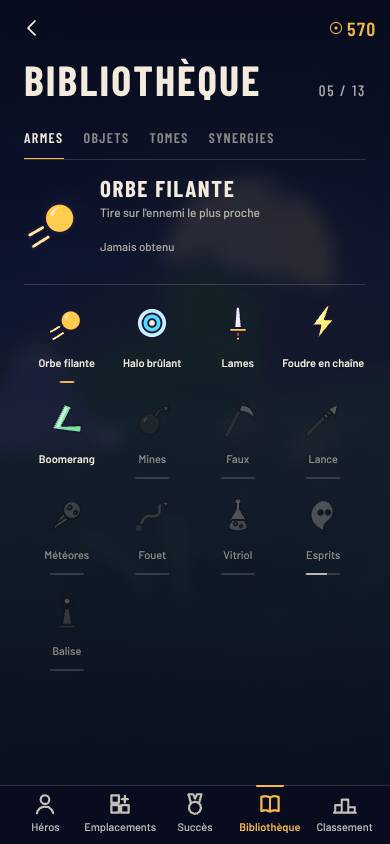 570
BIBLIOTHÈQUE
05 / 13
ARMES OBJETS TOMES SYNERGIES
ORBE FILANTE
Tire sur l'ennemi le plus proche
Jamais obtenu
Orbe filante Halo brûlant Lames Foudre en chaîne
Boomerang Mines Faux Lance
Météores Fouet Vitriol Esprits
Balise
Héros Emplacements Succès Bibliothèque Classement